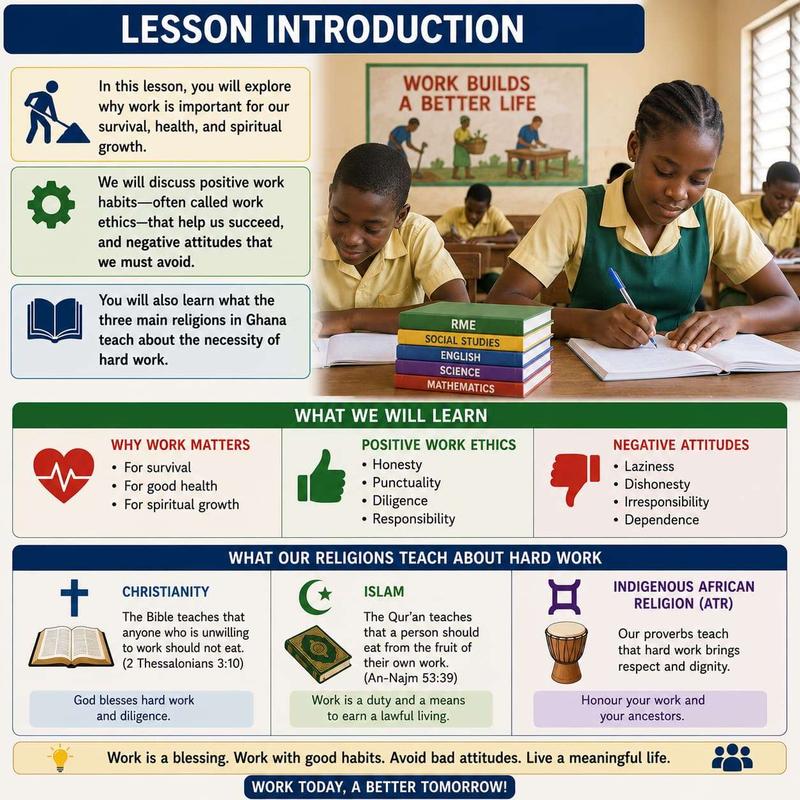 LESSON INTRODUCTION
In this lesson, you will explore
why work is important for our
survival, health, and spiritual
growth.
We will discuss positive work
habits—often called work
ethics—that help us succeed,
and negative attitudes that
we must avoid.
You will also learn what the
three main religions in Ghana
teach about the necessity of
hard work.
WORK BUILDS
A BETTER LIFE
RME
SOCIAL STUDIES
ENGLISH
SCIENCE
MATHEMATICS
WHAT WE WILL LEARN
WHY WORK MATTERS
• For survival
• For good health
• For spiritual growth
POSITIVE WORK ETHICS
• Honesty
• Punctuality
• Diligence
• Responsibility
NEGATIVE ATTITUDES
• Laziness
• Dishonesty
• Irresponsibility
• Dependence
WHAT OUR RELIGIONS TEACH ABOUT HARD WORK
CHRISTIANITY
The Bible teaches that
anyone who is unwilling
to work should not eat.
(2 Thessalonians 3:10)
God blesses hard work
and diligence.
ISLAM
The Qur'an teaches
that a person should
eat from the fruit of
their own work.
(An-Najm 53:39)
Work is a duty and a means
to earn a lawful living.
INDIGENOUS AFRICAN
RELIGION (ATR)
Our proverbs teach
that hard work brings
respect and dignity.
Honour your work and
your ancestors.
Work is a blessing. Work with good habits. Avoid bad attitudes. Live a meaningful life.
WORK TODAY, A BETTER TOMORROW!